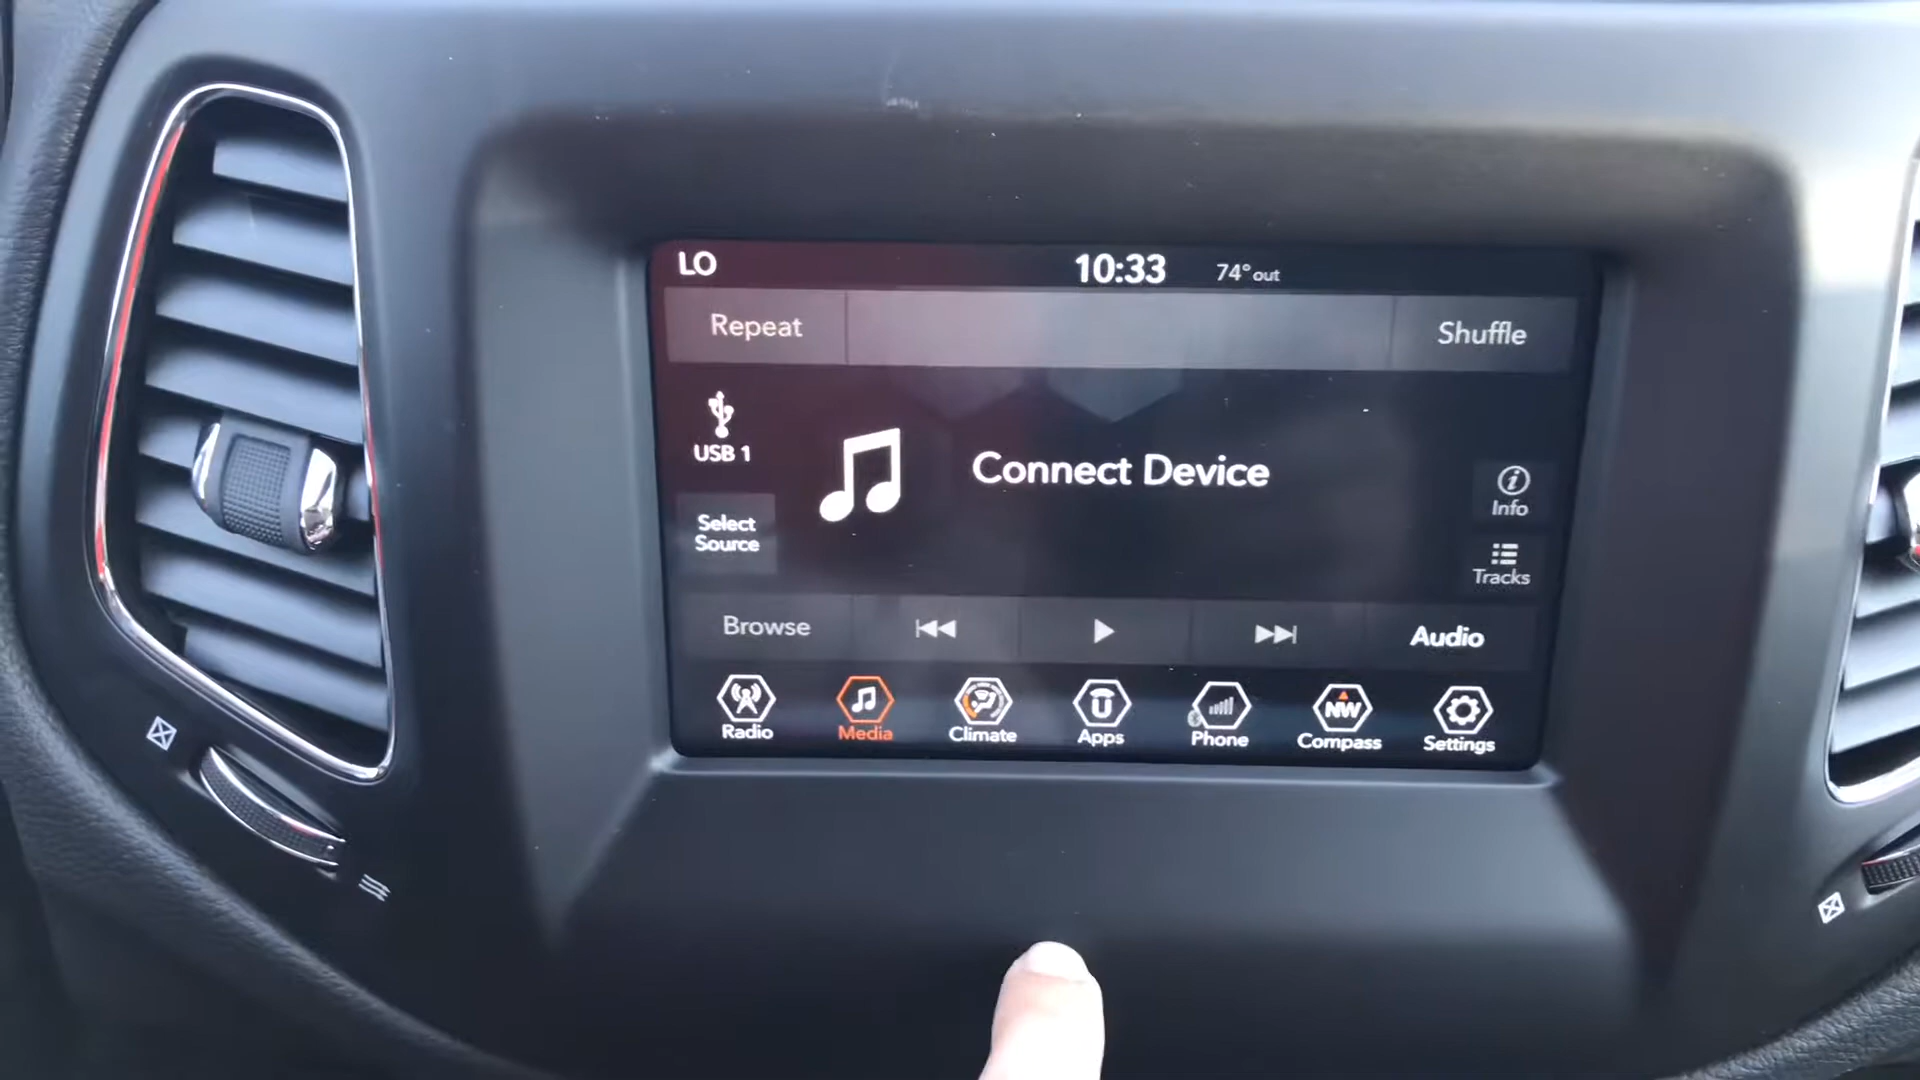 LO
10:33
74° out
Repeat
Shuffle
USB 1
Connect Device
Info
Select
Source
Tracks
Browse
Audio
Radio
Media
Climate
Apps
Phone
NW
Compass
Settings